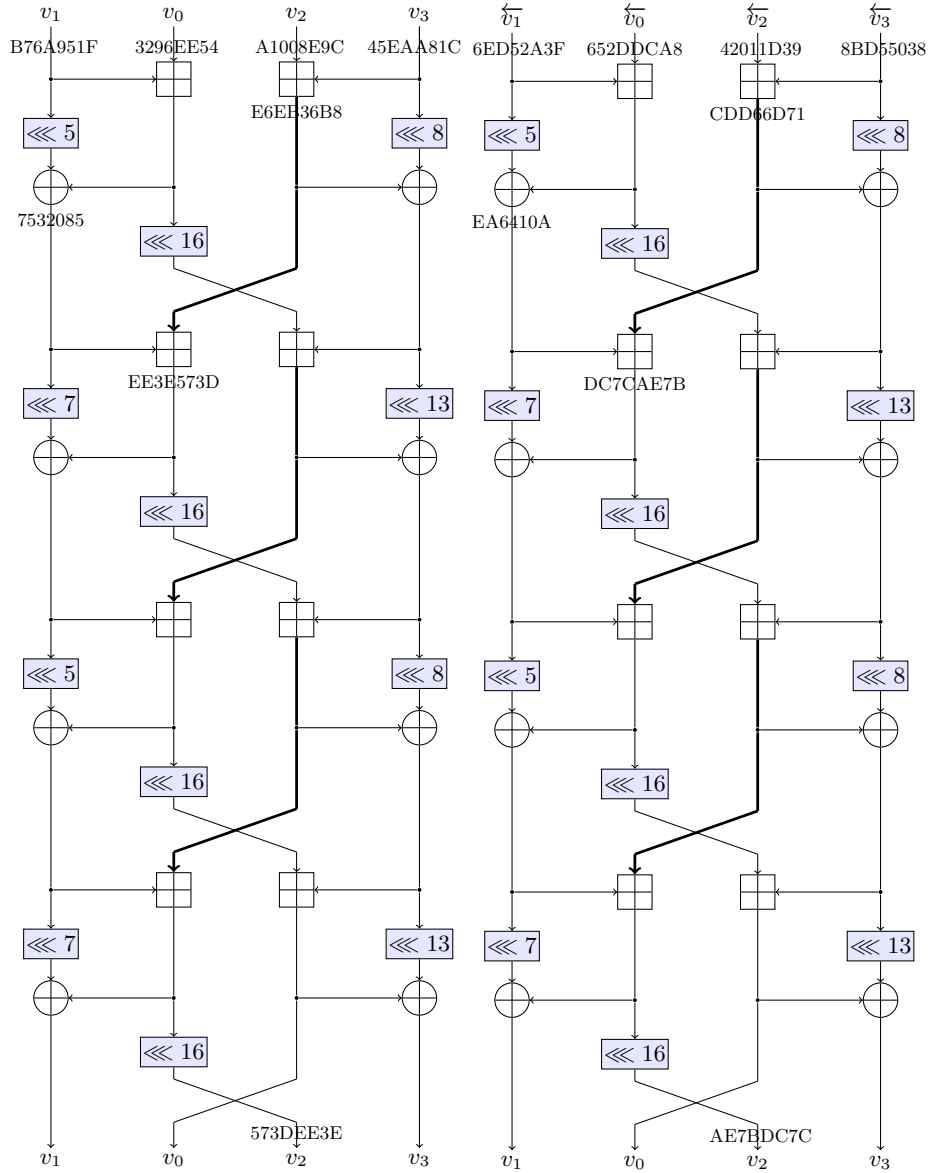 v1 v0 v2 v3 ←v1 ←v0 ←v2 ←v3
B76A951F 3296EE54 A1008E9C 45EAA81C 6ED52A3F 652DDCA8 42011D39 8BD55038
E6EB36B8 CDD66D71
⋘ 5 ⋘ 8 ⋘ 5 ⋘ 8
7532085 EA6410A
⋘ 16 ⋘ 16
EE3E573D DC7CAE7B
⋘ 7 ⋘ 13 ⋘ 7 ⋘ 13
⋘ 16 ⋘ 16
⋘ 5 ⋘ 8 ⋘ 5 ⋘ 8
⋘ 16 ⋘ 16
⋘ 7 ⋘ 13 ⋘ 7 ⋘ 13
⋘ 16 ⋘ 16
573DEE3E AE7BDC7C
v1 v0 v2 v3 v1 v0 v2 v3